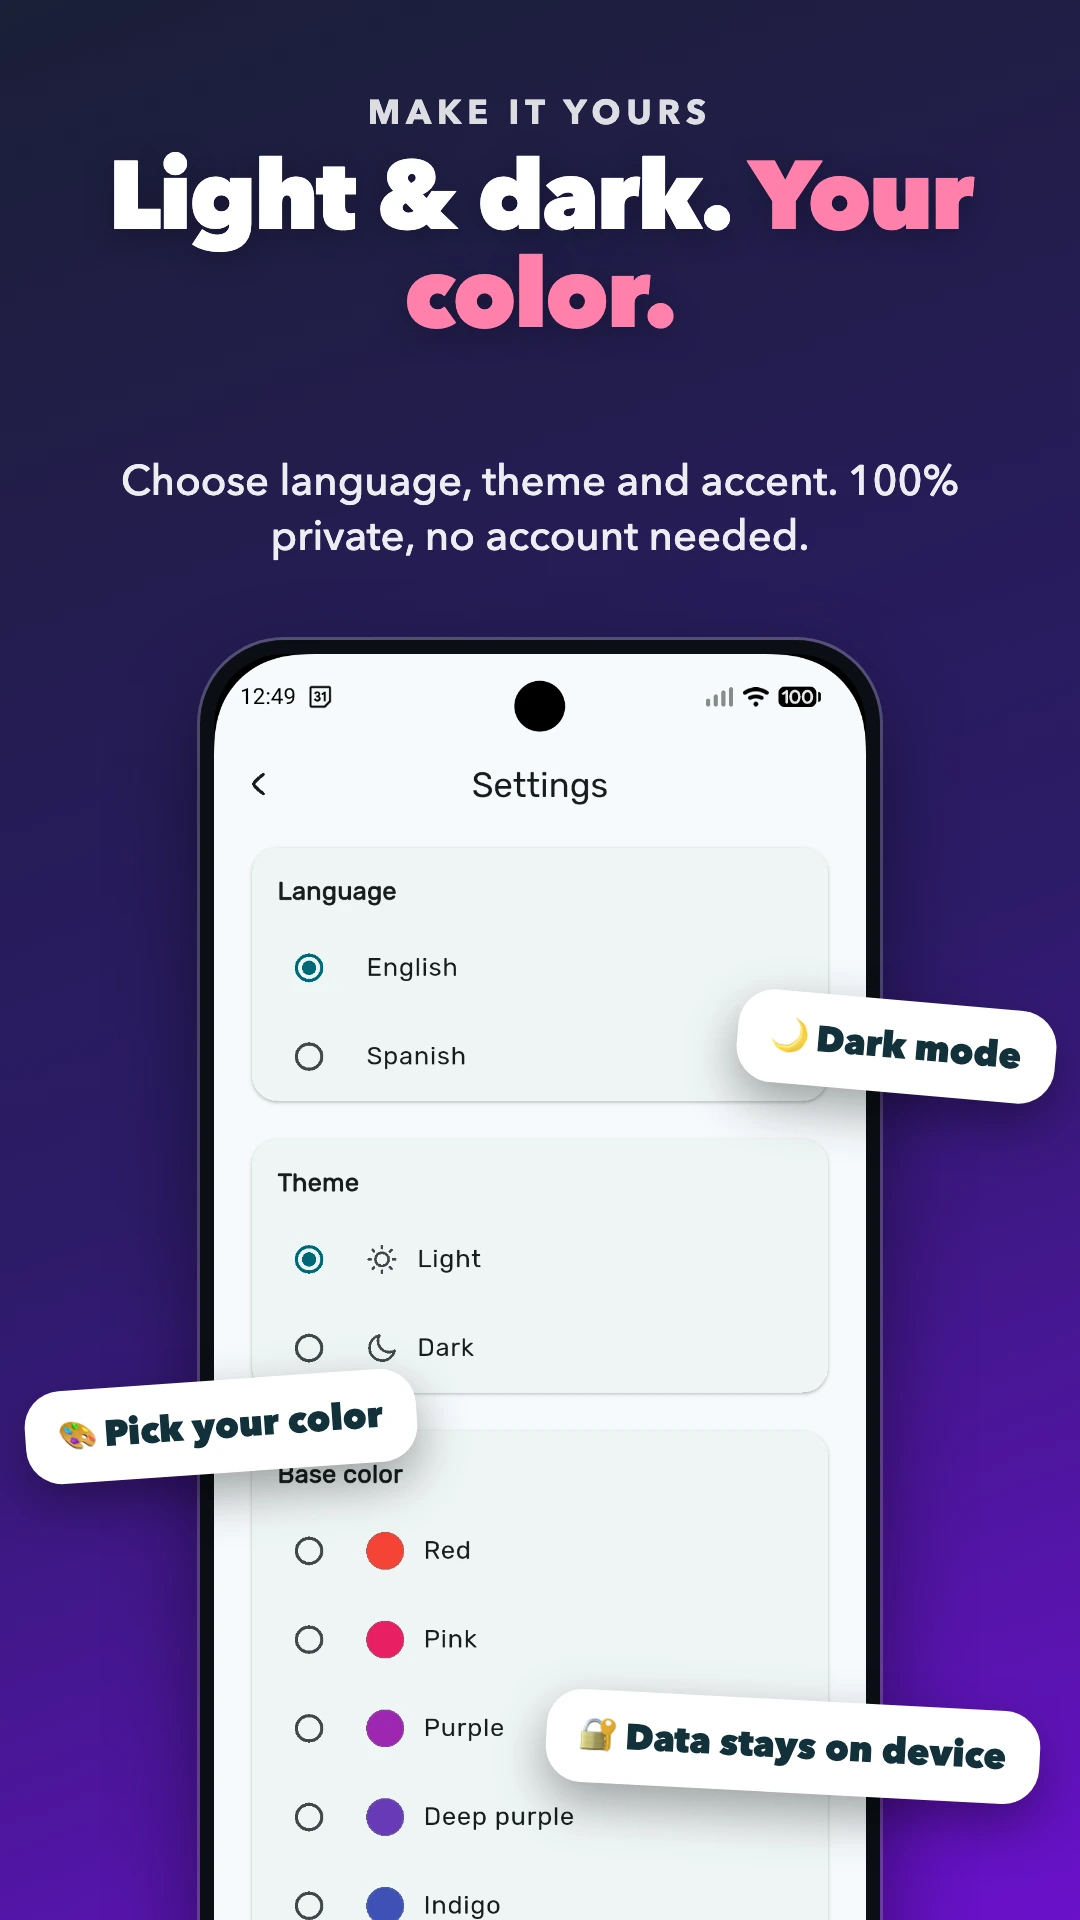 MAKE IT YOURS
Light & dark. Your
color.
Choose language, theme and accent. 100%
private, no account needed.
12:49 31 100
Settings
Language
English
Spanish
Dark mode
Theme
Light
Dark
Pick your color
Base color
Red
Pink
Purple
Data stays on device
Deep purple
Indigo